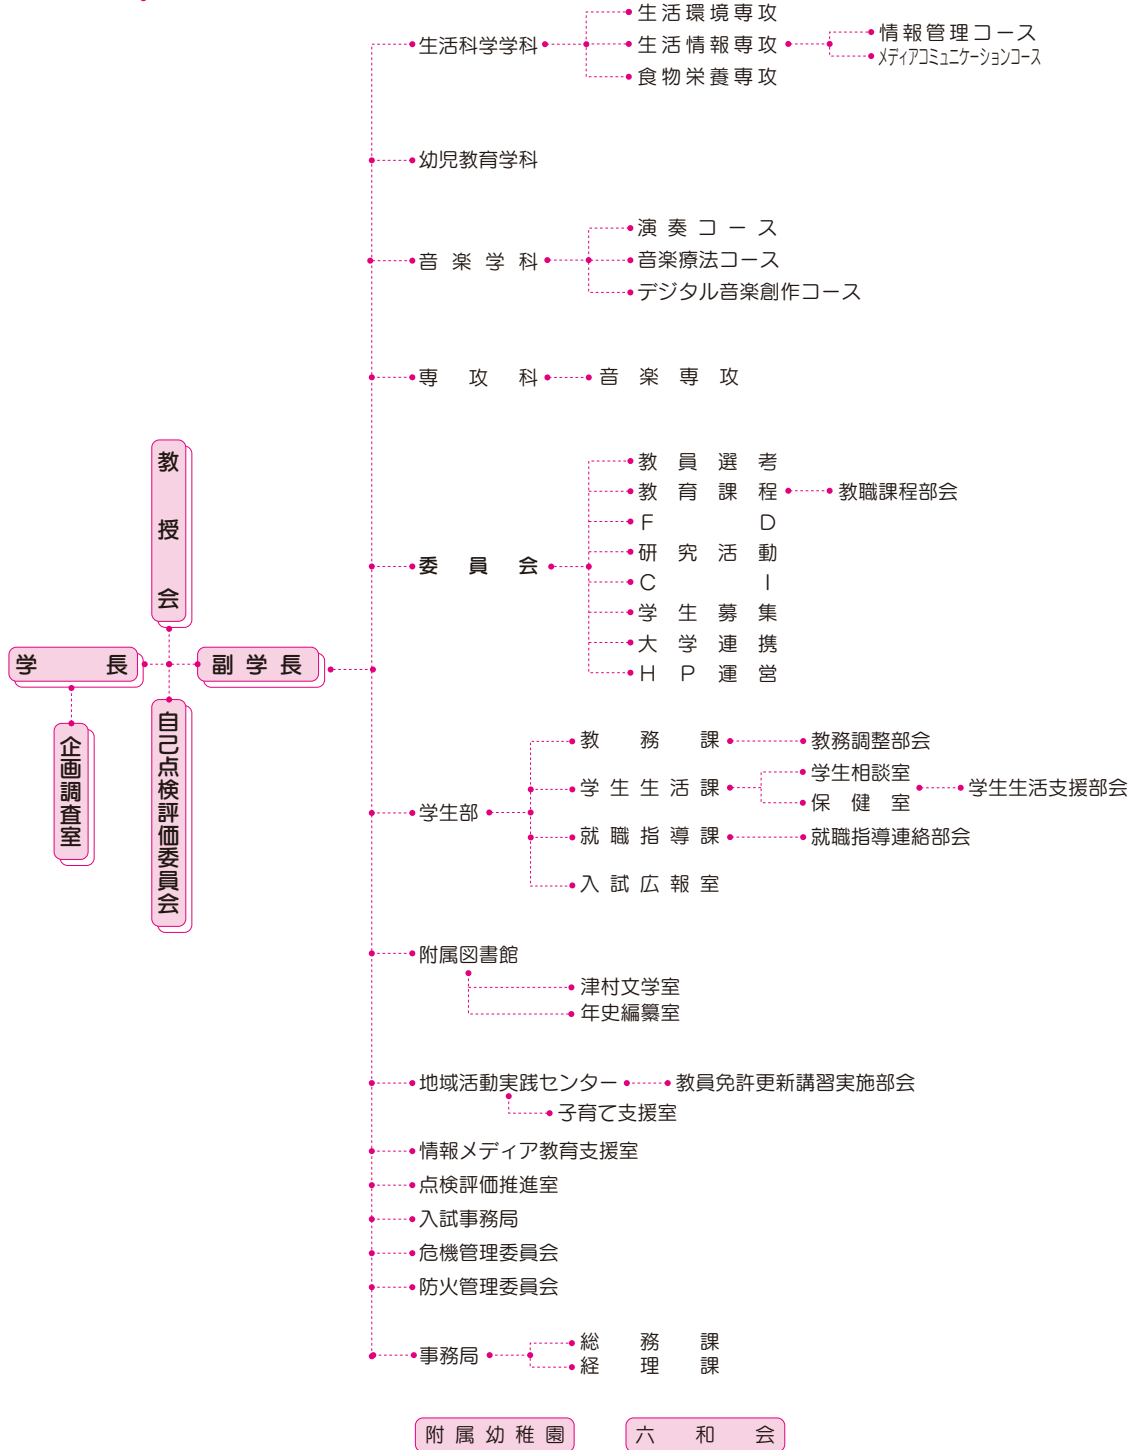 生活環境専攻
生活科学学科
生活情報専攻
情報管理コース
メディアコミュニケーションコース
食物栄養専攻
幼児教育学科
演奏コース
音楽学科
音楽療法コース
デジタル音楽創作コース
専攻科
音楽専攻
教授会
学長
副学長
企画調査室
自己点検評価委員会
委員会
教員選考
教育課程
教職課程部会
FD
研究活動
CI
学生募集
大学連携
HP運営
学生部
教務課
教務調整部会
学生生活課
学生相談室
保健室
学生生活支援部会
就職指導課
就職指導連絡部会
入試広報室
附属図書館
津村文学室
年史編纂室
地域活動実践センター
教員免許更新講習実施部会
子育て支援室
情報メディア教育支援室
点検評価推進室
入試事務局
危機管理委員会
防火管理委員会
事務局
総務課
経理課
附属幼稚園
六和会